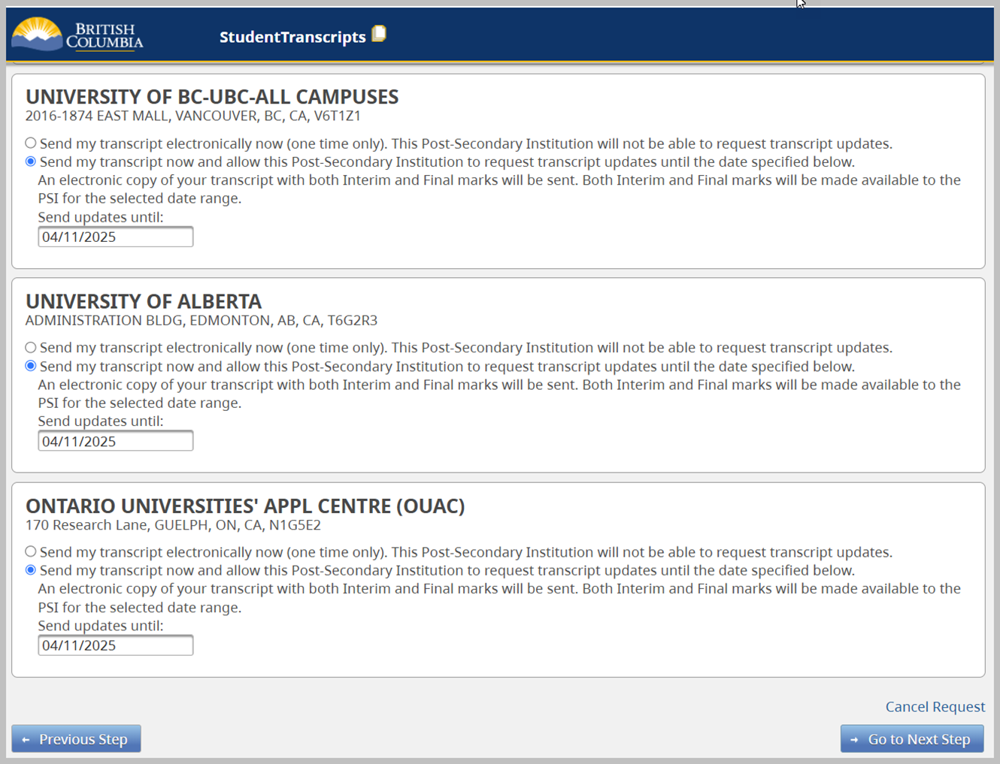 BRITISH
COLUMBIA
StudentTranscripts
UNIVERSITY OF BC-UBC-ALL CAMPUSES
2016-1874 EAST MALL, VANCOUVER, BC, CA, V6T1Z1
Send my transcript electronically now (one time only). This Post-Secondary Institution will not be able to request transcript updates.
Send my transcript now and allow this Post-Secondary Institution to request transcript updates until the date specified below.
An electronic copy of your transcript with both Interim and Final marks will be sent. Both Interim and Final marks will be made available to the
PSI for the selected date range.
Send updates until:
04/11/2025
UNIVERSITY OF ALBERTA
ADMINISTRATION BLDG, EDMONTON, AB, CA, T6G2R3
Send my transcript electronically now (one time only). This Post-Secondary Institution will not be able to request transcript updates.
Send my transcript now and allow this Post-Secondary Institution to request transcript updates until the date specified below.
An electronic copy of your transcript with both Interim and Final marks will be sent. Both Interim and Final marks will be made available to the
PSI for the selected date range.
Send updates until:
04/11/2025
ONTARIO UNIVERSITIES' APPL CENTRE (OUAC)
170 Research Lane, GUELPH, ON, CA, N1G5E2
Send my transcript electronically now (one time only). This Post-Secondary Institution will not be able to request transcript updates.
Send my transcript now and allow this Post-Secondary Institution to request transcript updates until the date specified below.
An electronic copy of your transcript with both Interim and Final marks will be sent. Both Interim and Final marks will be made available to the
PSI for the selected date range.
Send updates until:
04/11/2025
Cancel Request
← Previous Step
→ Go to Next Step